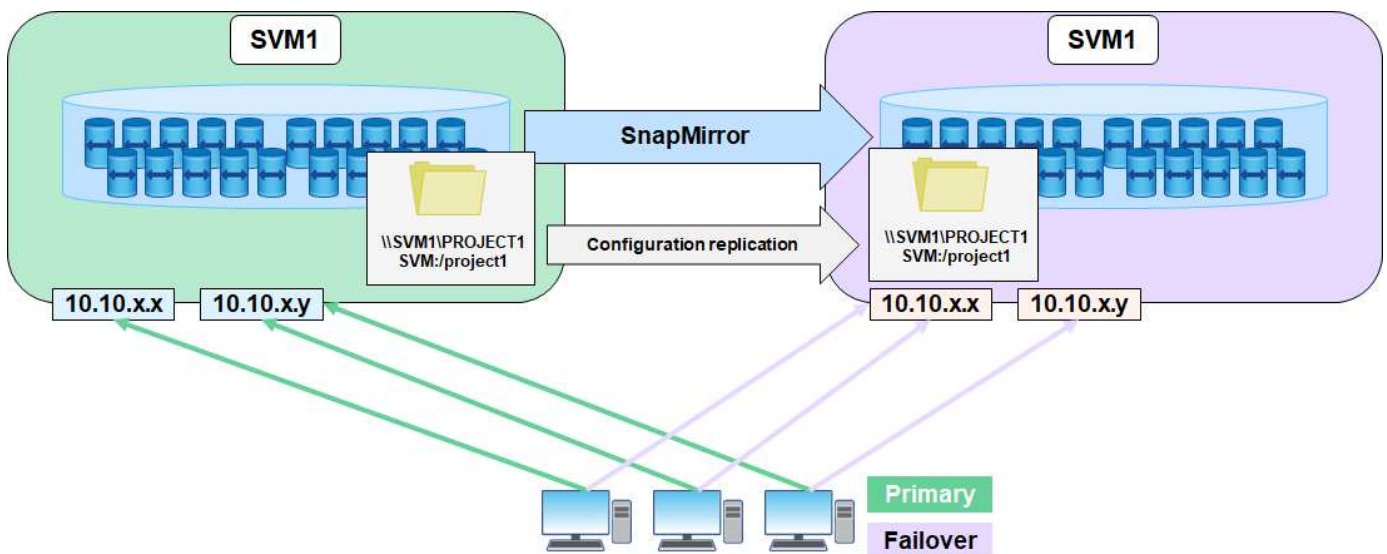 SVM1
SVM1
SnapMirror
\\SVM1\PROJECT1
SVM:/project1
Configuration replication
\\SVM1\PROJECT1
SVM:/project1
10.10.x.x
10.10.x.y
10.10.x.x
10.10.x.y
Primary
Failover